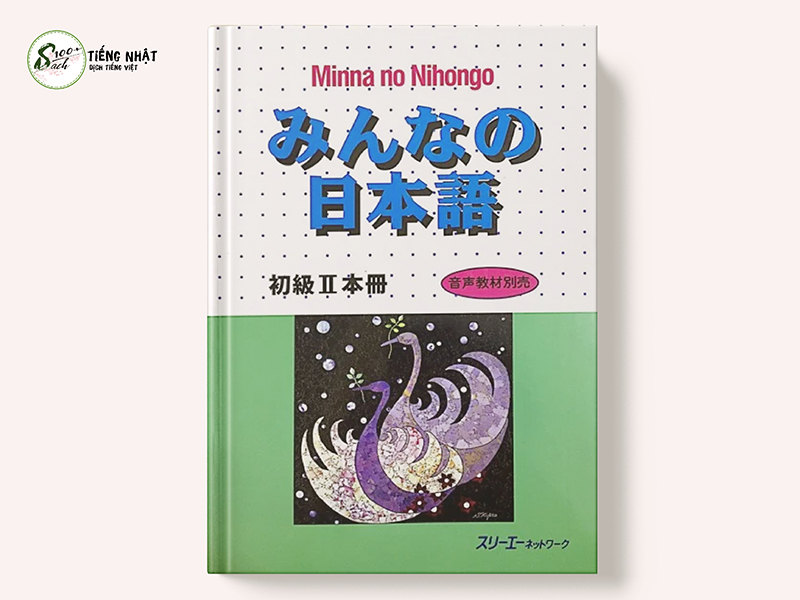 100+
Sách
TIẾNG NHẬT
DỊCH TIẾNG VIỆT
Minna no Nihongo
みんなの
日本語
初級Ⅱ本冊
音声教材別売
スリーエーネットワーク